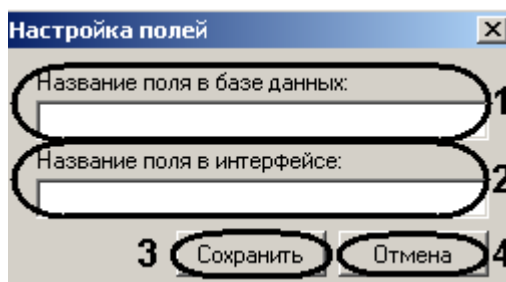 Настройка полей
Название поля в базе данных:
1
Название поля в интерфейсе:
2
3 Сохранить Отмена 4